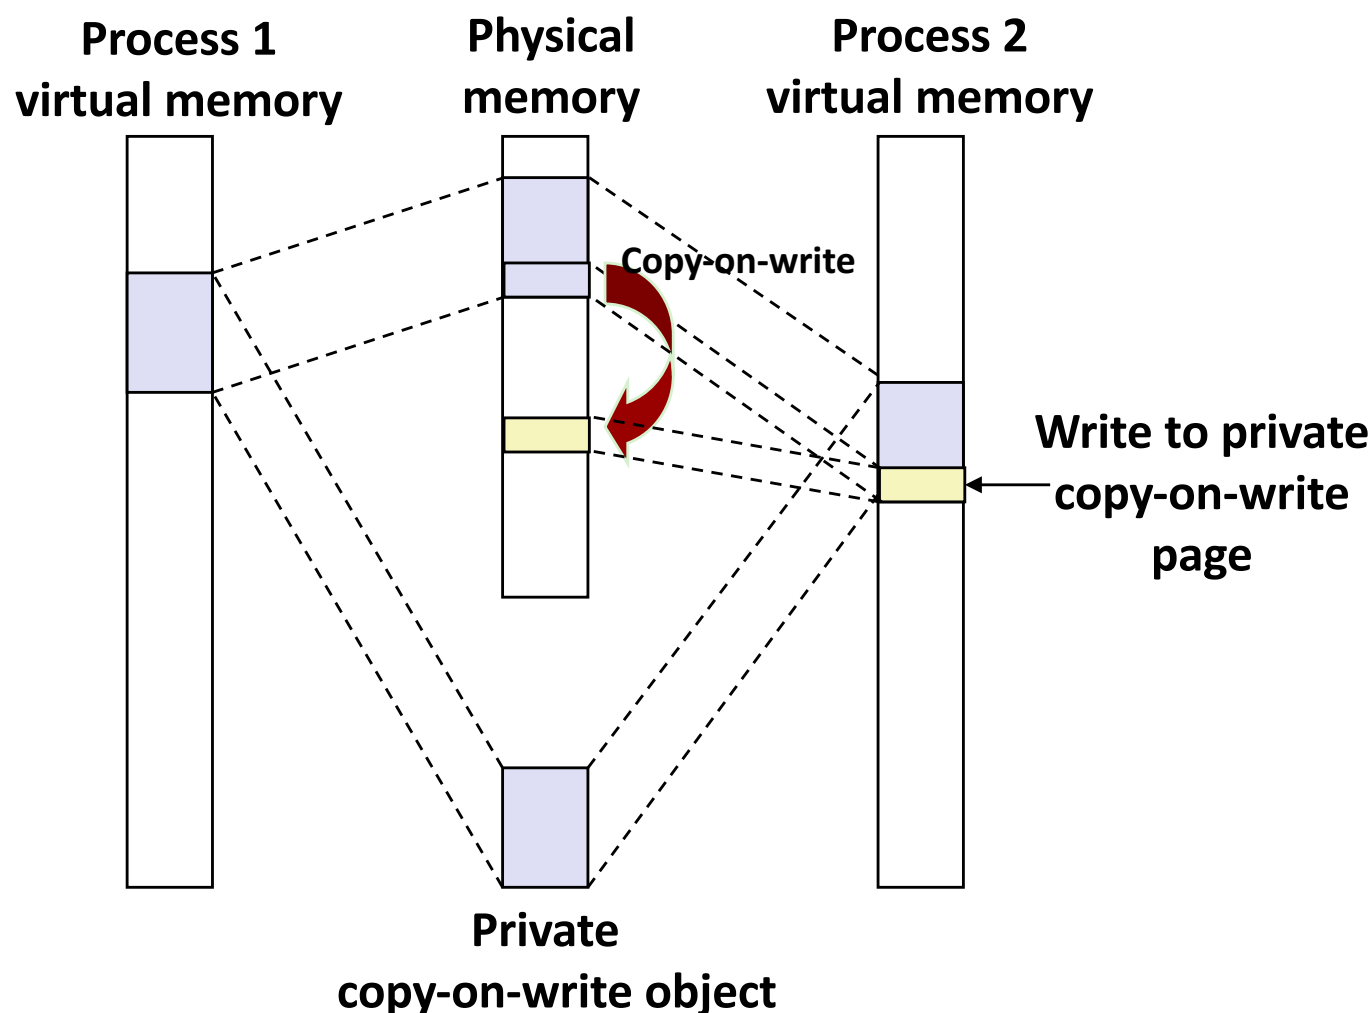 Process 1
virtual memory
Physical
memory
Process 2
virtual memory
Copy-on-write
Write to private
copy-on-write
page
Private
copy-on-write object